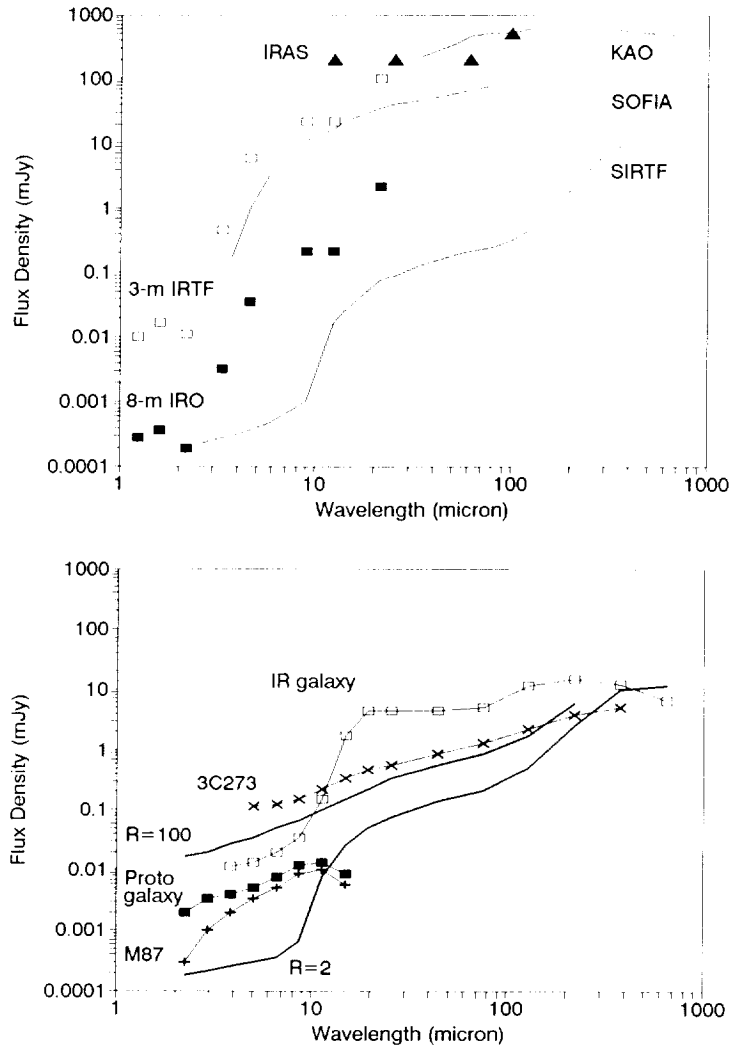 1000
100
10
1
0.1
0.01
0.001
0.0001
Flux Density (mJy)
IRAS
KAO
SOFIA
SIRTF
3-m IRTF
8-m IRO
1
10
100
1000
Wavelength (micron)
1000
100
10
1
0.1
0.01
0.001
0.0001
Flux Density (mJy)
IR galaxy
3C273
R=100
Proto
galaxy
M87
R=2
1
10
100
1000
Wavelength (micron)